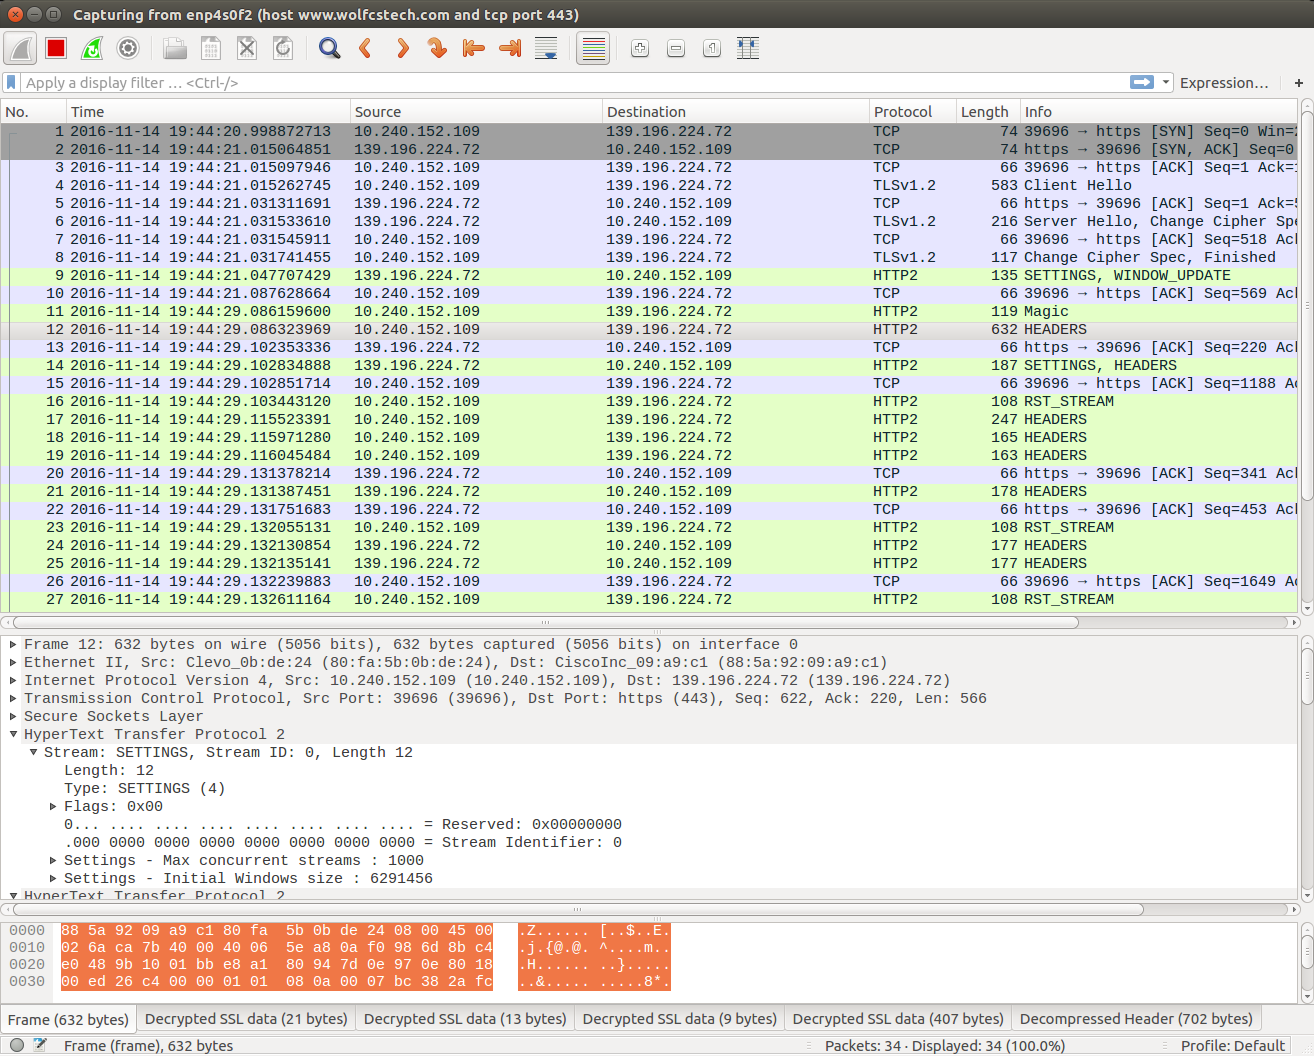 Capturing from enp4s0f2 (host www.wolfcstech.com and tcp port 443)
Apply a display filter … <Ctrl-/>
Expression…
+
No. Time Source Destination Protocol Length Info
1 2016-11-14 19:44:20.998872713 10.240.152.109 139.196.224.72 TCP 74 39696 → https [SYN] Seq=0 Win=
2 2016-11-14 19:44:21.015064851 139.196.224.72 10.240.152.109 TCP 74 https → 39696 [SYN, ACK] Seq=0
3 2016-11-14 19:44:21.015097946 10.240.152.109 139.196.224.72 TCP 66 39696 → https [ACK] Seq=1 Ack=
4 2016-11-14 19:44:21.015262745 10.240.152.109 139.196.224.72 TLSv1.2 583 Client Hello
5 2016-11-14 19:44:21.031311691 139.196.224.72 10.240.152.109 TCP 66 https → 39696 [ACK] Seq=1 Ack=
6 2016-11-14 19:44:21.031533610 139.196.224.72 10.240.152.109 TLSv1.2 216 Server Hello, Change Cipher Spe
7 2016-11-14 19:44:21.031545911 10.240.152.109 139.196.224.72 TCP 66 39696 → https [ACK] Seq=518 Ack
8 2016-11-14 19:44:21.031741455 10.240.152.109 139.196.224.72 TLSv1.2 117 Change Cipher Spec, Finished
9 2016-11-14 19:44:21.047707429 139.196.224.72 10.240.152.109 HTTP2 135 SETTINGS, WINDOW_UPDATE
10 2016-11-14 19:44:21.087628664 10.240.152.109 139.196.224.72 TCP 66 39696 → https [ACK] Seq=569 Ack
11 2016-11-14 19:44:29.086159600 10.240.152.109 139.196.224.72 HTTP2 119 Magic
12 2016-11-14 19:44:29.086323969 10.240.152.109 139.196.224.72 HTTP2 632 HEADERS
13 2016-11-14 19:44:29.102353336 139.196.224.72 10.240.152.109 TCP 66 https → 39696 [ACK] Seq=220 Ack
14 2016-11-14 19:44:29.102834888 139.196.224.72 10.240.152.109 HTTP2 187 SETTINGS, HEADERS
15 2016-11-14 19:44:29.102851714 10.240.152.109 139.196.224.72 TCP 66 39696 → https [ACK] Seq=1188 Ac
16 2016-11-14 19:44:29.103443120 10.240.152.109 139.196.224.72 HTTP2 108 RST_STREAM
17 2016-11-14 19:44:29.115523391 10.240.152.109 139.196.224.72 HTTP2 247 HEADERS
18 2016-11-14 19:44:29.115971280 10.240.152.109 139.196.224.72 HTTP2 165 HEADERS
19 2016-11-14 19:44:29.116045484 10.240.152.109 139.196.224.72 HTTP2 163 HEADERS
20 2016-11-14 19:44:29.131378214 139.196.224.72 10.240.152.109 TCP 66 https → 39696 [ACK] Seq=341 Ack
21 2016-11-14 19:44:29.131387451 139.196.224.72 10.240.152.109 HTTP2 178 HEADERS
22 2016-11-14 19:44:29.131751683 139.196.224.72 10.240.152.109 TCP 66 https → 39696 [ACK] Seq=453 Ack
23 2016-11-14 19:44:29.132055131 10.240.152.109 139.196.224.72 HTTP2 108 RST_STREAM
24 2016-11-14 19:44:29.132130854 139.196.224.72 10.240.152.109 HTTP2 177 HEADERS
25 2016-11-14 19:44:29.132135141 139.196.224.72 10.240.152.109 HTTP2 177 HEADERS
26 2016-11-14 19:44:29.132239883 10.240.152.109 139.196.224.72 TCP 66 39696 → https [ACK] Seq=1649 Ac
27 2016-11-14 19:44:29.132611164 10.240.152.109 139.196.224.72 HTTP2 108 RST_STREAM
Frame 12: 632 bytes on wire (5056 bits), 632 bytes captured (5056 bits) on interface 0
Ethernet II, Src: Clevo_0b:de:24 (80:fa:5b:0b:de:24), Dst: CiscoInc_09:a9:c1 (88:5a:92:09:a9:c1)
Internet Protocol Version 4, Src: 10.240.152.109 (10.240.152.109), Dst: 139.196.224.72 (139.196.224.72)
Transmission Control Protocol, Src Port: 39696 (39696), Dst Port: https (443), Seq: 622, Ack: 220, Len: 566
Secure Sockets Layer
HyperText Transfer Protocol 2
Stream: SETTINGS, Stream ID: 0, Length 12
Length: 12
Type: SETTINGS (4)
Flags: 0x00
0... .... .... .... .... .... .... .... = Reserved: 0x00000000
.000 0000 0000 0000 0000 0000 0000 0000 = Stream Identifier: 0
Settings - Max concurrent streams : 1000
Settings - Initial Windows size : 6291456
HyperText Transfer Protocol 2
0000 88 5a 92 09 a9 c1 80 fa 5b 0b de 24 08 00 45 00 .Z...... [..$..E.
0010 02 6a ca 7b 40 00 40 06 5e a8 0a f0 98 6d 8b c4 .j.{@.@. ^....m..
0020 e0 48 9b 10 01 bb e8 a1 80 94 7d 0e 97 0e 80 18 .H...... ..}.....
0030 00 ed 26 c4 00 00 01 01 08 0a 00 07 bc 38 2a fc ..&..... .....8*.
Frame (632 bytes) Decrypted SSL data (21 bytes) Decrypted SSL data (13 bytes) Decrypted SSL data (9 bytes) Decrypted SSL data (407 bytes) Decompressed Header (702 bytes)
Frame (frame), 632 bytes Packets: 34 · Displayed: 34 (100.0%) Profile: Default